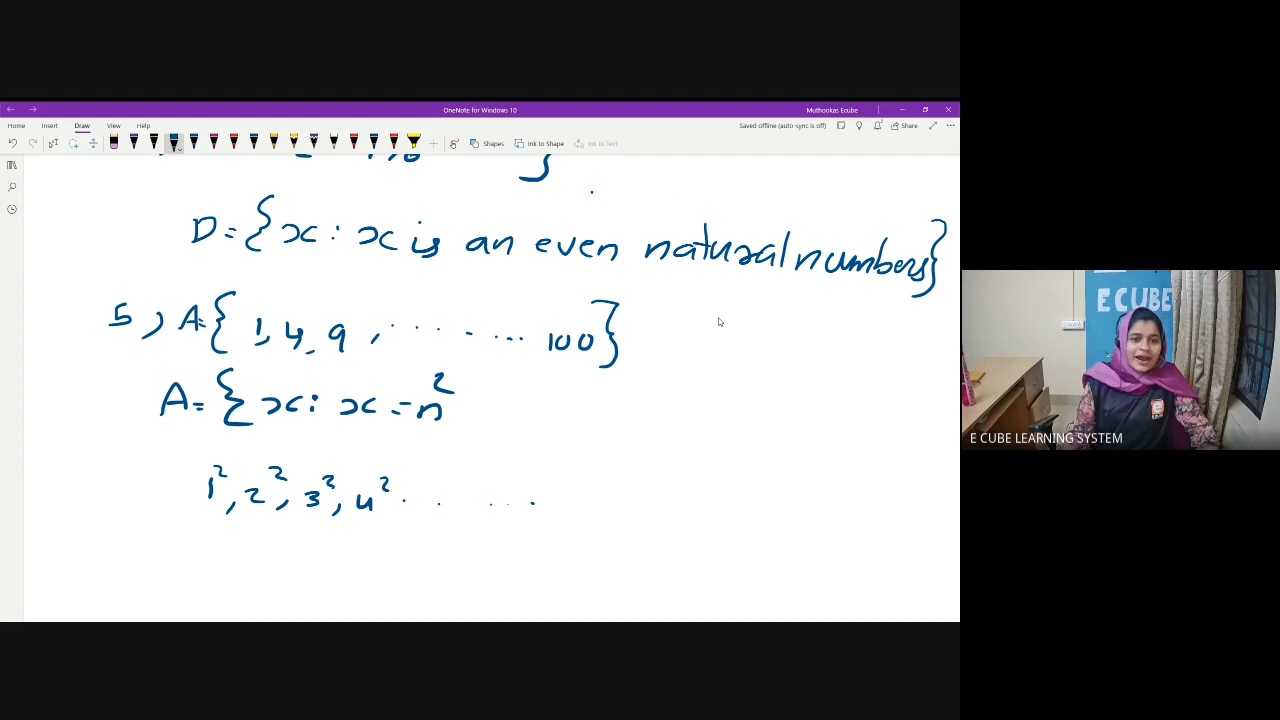 OneNote for Windows 10
Muthookas Ecube
Home Insert Draw View Help
Saved offline (auto-sync is off)
Share
Shapes
Ink to Shape
Ink to Text
D={x : x is an even natural numbers}
5) A={1, 4, 9, ......... 100}
A= {x : x = n²
1², 2², 3², 4² . . . . .
E CUBE
E CUBE LEARNING SYSTEM